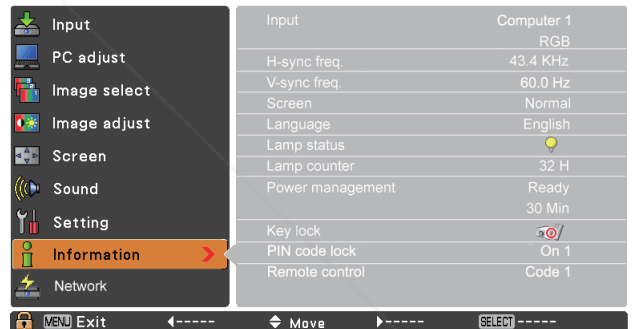 Input
PC adjust
Image select
Image adjust
Screen
Sound
Setting
Information
Network
Input Computer 1
RGB
H-sync freq. 43.4 KHz
V-sync freq. 60.0 Hz
Screen Normal
Language English
Lamp status
Lamp counter 32 H
Power management Ready
30 Min
Key lock
PIN code lock On 1
Remote control Code 1
MENU Exit ----- Move ----- SELECT -----